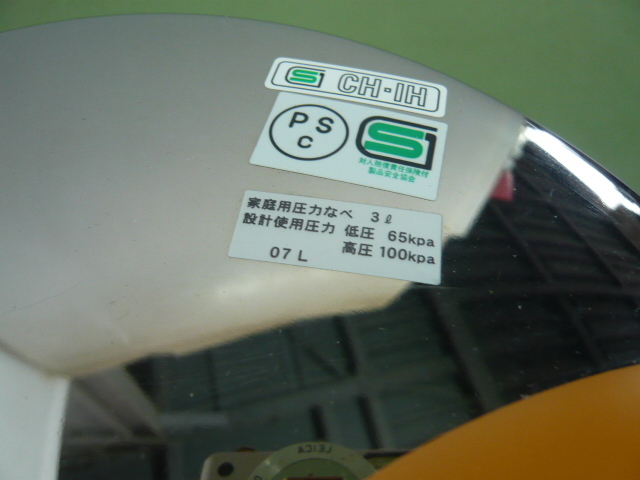 SG CH-IH
PSC SG
対人賠償責任保険付
製品安全協会
家庭用圧力なべ 3ℓ
設計使用圧力 低圧 65kpa
高圧 100kpa
07 L
LEICA